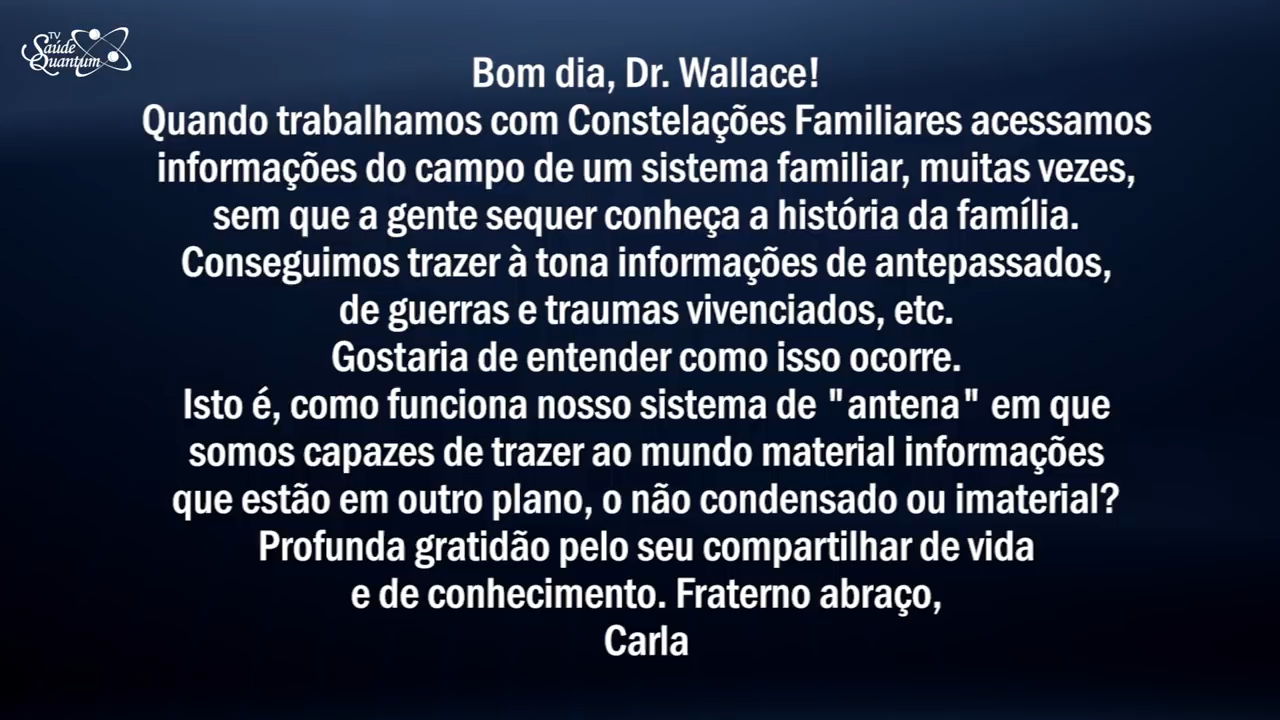 TV
Saúde
Quantum
Bom dia, Dr. Wallace!
Quando trabalhamos com Constelações Familiares acessamos
informações do campo de um sistema familiar, muitas vezes,
sem que a gente sequer conheça a história da família.
Conseguimos trazer à tona informações de antepassados,
de guerras e traumas vivenciados, etc.
Gostaria de entender como isso ocorre.
Isto é, como funciona nosso sistema de "antena" em que
somos capazes de trazer ao mundo material informações
que estão em outro plano, o não condensado ou imaterial?
Profunda gratidão pelo seu compartilhar de vida
e de conhecimento. Fraterno abraço,
Carla